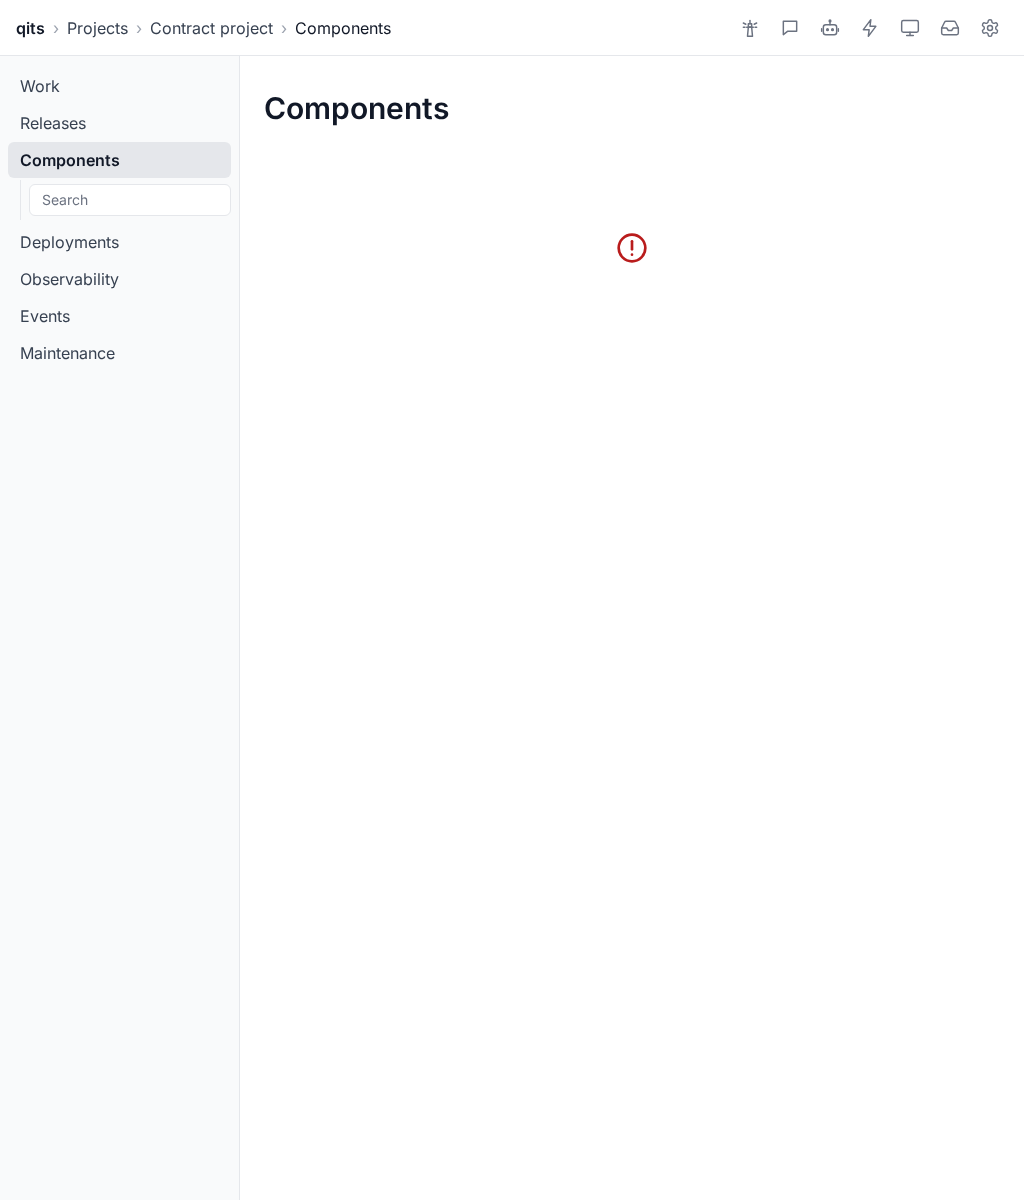 qits › Projects › Contract project › Components
Work
Releases
Components
Search
Deployments
Observability
Events
Maintenance
Components